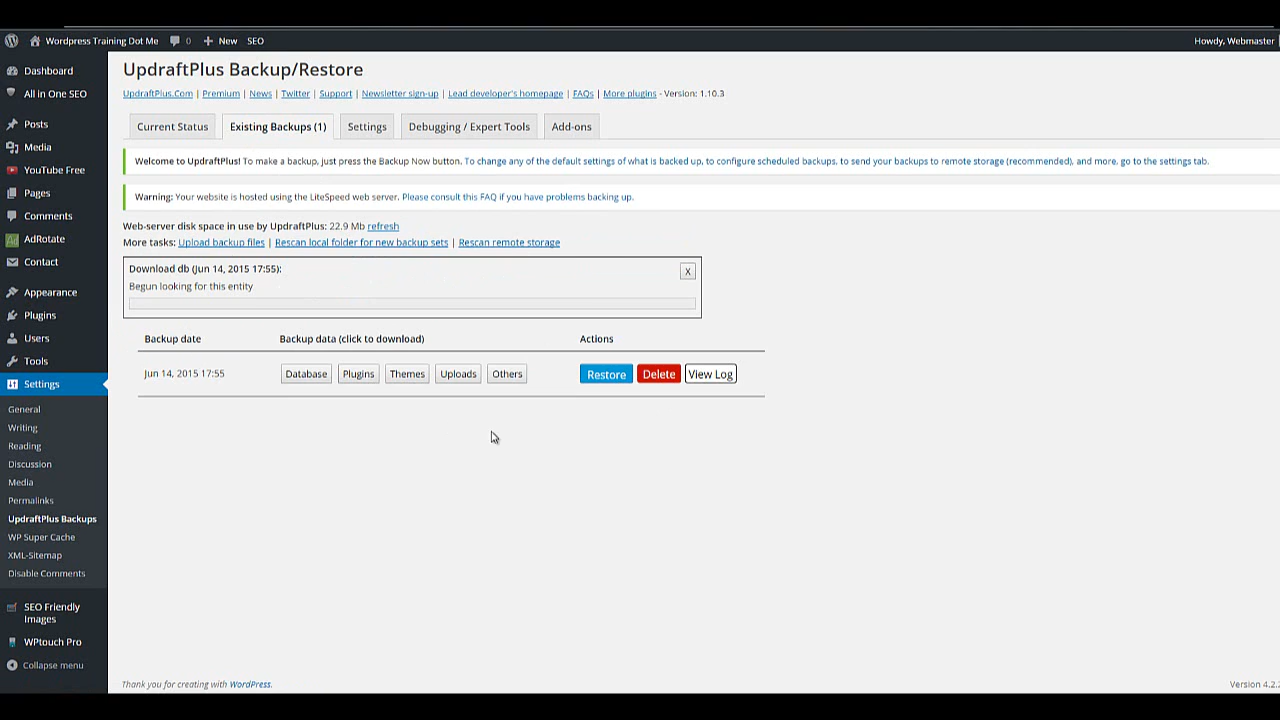 Wordpress Training Dot Me 0 New SEO Howdy, Webmaster
Dashboard
All in One SEO
Posts
Media
YouTube Free
Pages
Comments
AdRotate
Contact
Appearance
Plugins
Users
Tools
Settings
General
Writing
Reading
Discussion
Media
Permalinks
UpdraftPlus Backups
WP Super Cache
XML-Sitemap
Disable Comments
SEO Friendly
Images
WPtouch Pro
Collapse menu
UpdraftPlus Backup/Restore
UpdraftPlus.Com | Premium | News | Twitter | Support | Newsletter sign-up | Lead developer's homepage | FAQs | More plugins - Version: 1.10.3
Current Status Existing Backups (1) Settings Debugging / Expert Tools Add-ons
Welcome to UpdraftPlus! To make a backup, just press the Backup Now button. To change any of the default settings of what is backed up, to configure scheduled backups, to send your backups to remote storage (recommended), and more, go to the settings tab.
Warning: Your website is hosted using the LiteSpeed web server. Please consult this FAQ if you have problems backing up.
Web-server disk space in use by UpdraftPlus: 22.9 Mb refresh
More tasks: Upload backup files | Rescan local folder for new backup sets | Rescan remote storage
Download db (Jun 14, 2015 17:55): X
Begun looking for this entity
Backup date Backup data (click to download) Actions
Jun 14, 2015 17:55 Database Plugins Themes Uploads Others Restore Delete View Log
Thank you for creating with WordPress. Version 4.2.2